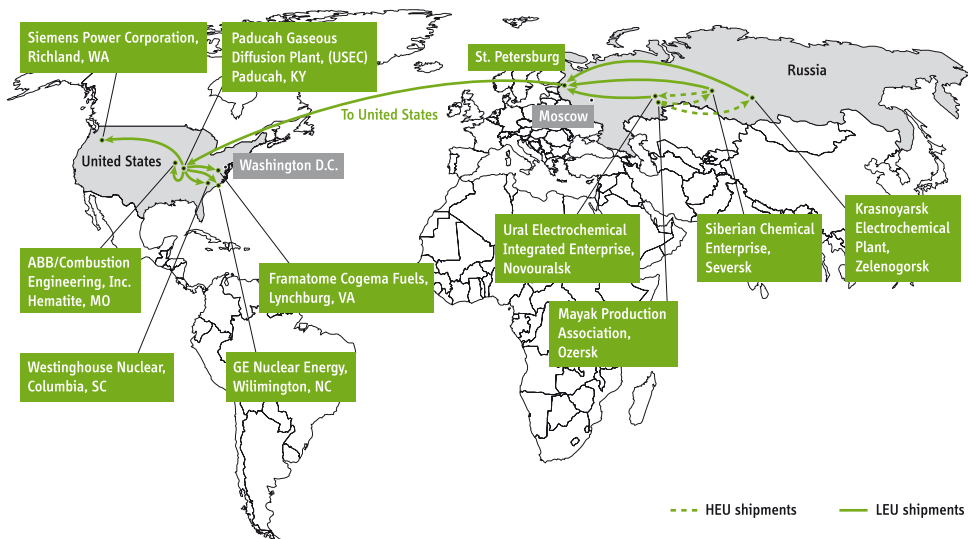 Siemens Power Corporation,
Richland, WA
Paducah Gaseous
Diffusion Plant, (USEC)
Paducah, KY
St. Petersburg
Russia
To United States
Moscow
United States
Washington D.C.
ABB/Combustion
Engineering, Inc.
Hematite, MO
Framatome Cogema Fuels,
Lynchburg, VA
Ural Electrochemical
Integrated Enterprise,
Novouralsk
Siberian Chemical
Enterprise,
Seversk
Krasnoyarsk
Electrochemical
Plant,
Zelenogorsk
Mayak Production
Association,
Ozersk
Westinghouse Nuclear,
Columbia, SC
GE Nuclear Energy,
Wilimington, NC
HEU shipments
LEU shipments